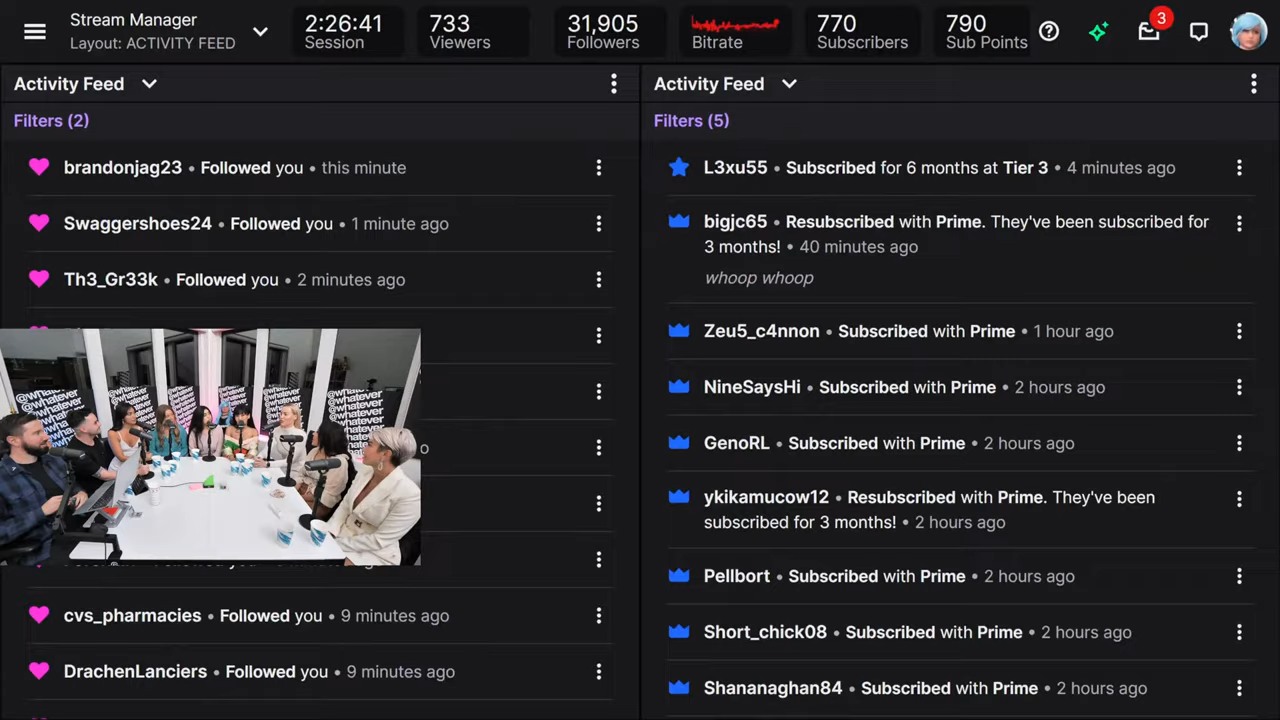 Stream Manager
Layout: ACTIVITY FEED
2:26:41
Session
733
Viewers
31,905
Followers
Bitrate
770
Subscribers
790
Sub Points
3
Activity Feed
Filters (2)
brandonjag23 • Followed you • this minute
Swaggershoes24 • Followed you • 1 minute ago
Th3_Gr33k • Followed you • 2 minutes ago
@whatever
@whatever
@whatever
@whatever
cvs_pharmacies • Followed you • 9 minutes ago
DrachenLanciers • Followed you • 9 minutes ago
Activity Feed
Filters (5)
L3xu55 • Subscribed for 6 months at Tier 3 • 4 minutes ago
bigjc65 • Resubscribed with Prime. They've been subscribed for
3 months! • 40 minutes ago
whoop whoop
Zeu5_c4nnon • Subscribed with Prime • 1 hour ago
NineSaysHi • Subscribed with Prime • 2 hours ago
GenoRL • Subscribed with Prime • 2 hours ago
ykikamucow12 • Resubscribed with Prime. They've been
subscribed for 3 months! • 2 hours ago
Pellbort • Subscribed with Prime • 2 hours ago
Short_chick08 • Subscribed with Prime • 2 hours ago
Shananaghan84 • Subscribed with Prime • 2 hours ago